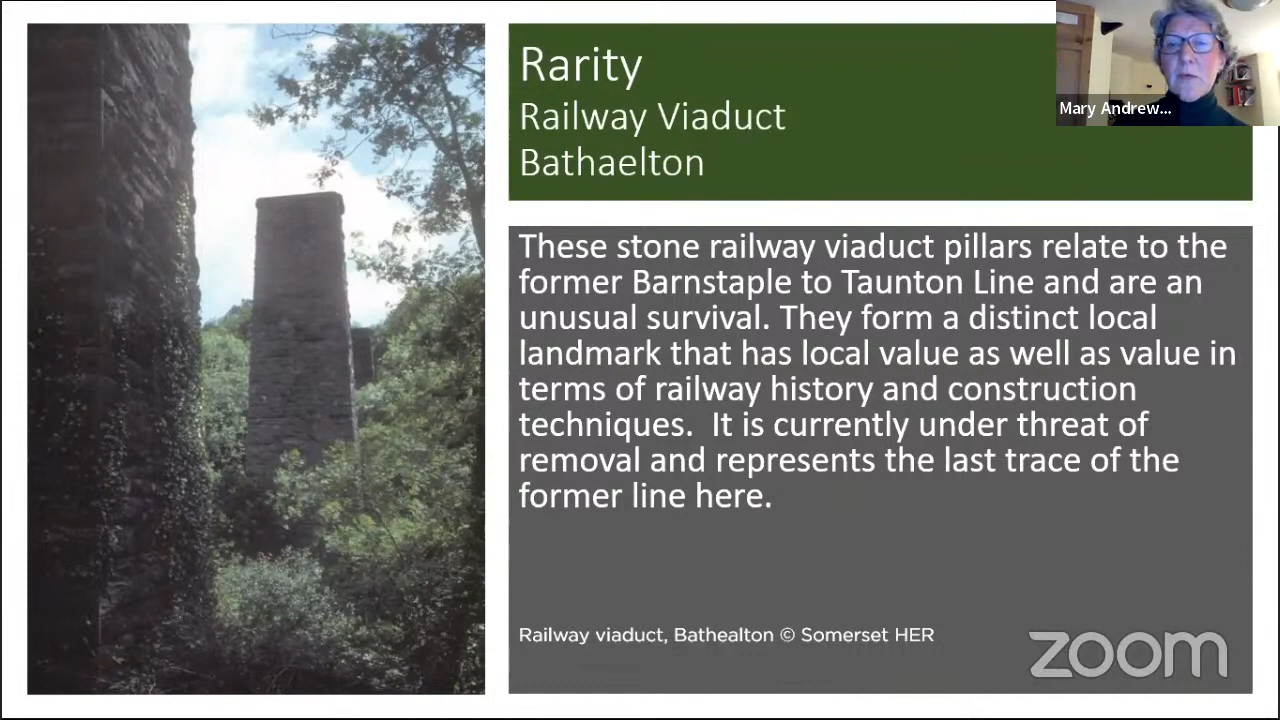 Rarity
Railway Viaduct
Bathaelton
Mary Andrew...
These stone railway viaduct pillars relate to the
former Barnstaple to Taunton Line and are an
unusual survival. They form a distinct local
landmark that has local value as well as value in
terms of railway history and construction
techniques.  It is currently under threat of
removal and represents the last trace of the
former line here.
Railway viaduct, Bathealton © Somerset HER
zoom